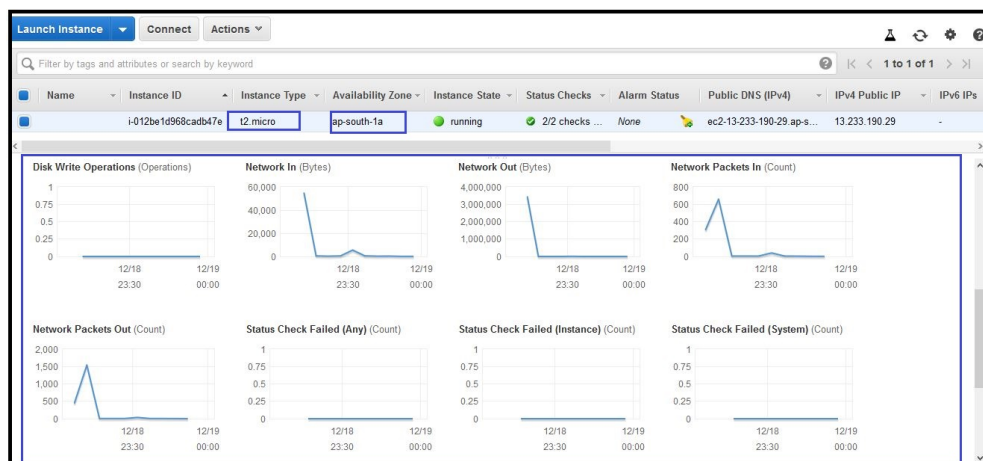 Launch Instance Connect Actions
Filter by tags and attributes or search by keyword 1 to 1 of 1
Name Instance ID Instance Type Availability Zone Instance State Status Checks Alarm Status Public DNS (IPv4) IPv4 Public IP IPv6 IPs
i-012be1d968cadb47e t2.micro ap-south-1a running 2/2 checks ... None ec2-13-233-190-29.ap-s... 13.233.190.29 -
Disk Write Operations (Operations) Network In (Bytes) Network Out (Bytes) Network Packets In (Count)
1 60,000 4,000,000 800
0.75 40,000 3,000,000 600
0.5 20,000 2,000,000 400
0.25 1,000,000 200
0 0 0 0
12/18 12/19 12/18 12/19 12/18 12/19 12/18 12/19
23:30 00:00 23:30 00:00 23:30 00:00 23:30 00:00
Network Packets Out (Count) Status Check Failed (Any) (Count) Status Check Failed (Instance) (Count) Status Check Failed (System) (Count)
2,000 1 1 1
1,500 0.75 0.75 0.75
1,000 0.5 0.5 0.5
500 0.25 0.25 0.25
0 0 0 0
12/18 12/19 12/18 12/19 12/18 12/19 12/18 12/19
23:30 00:00 23:30 00:00 23:30 00:00 23:30 00:00